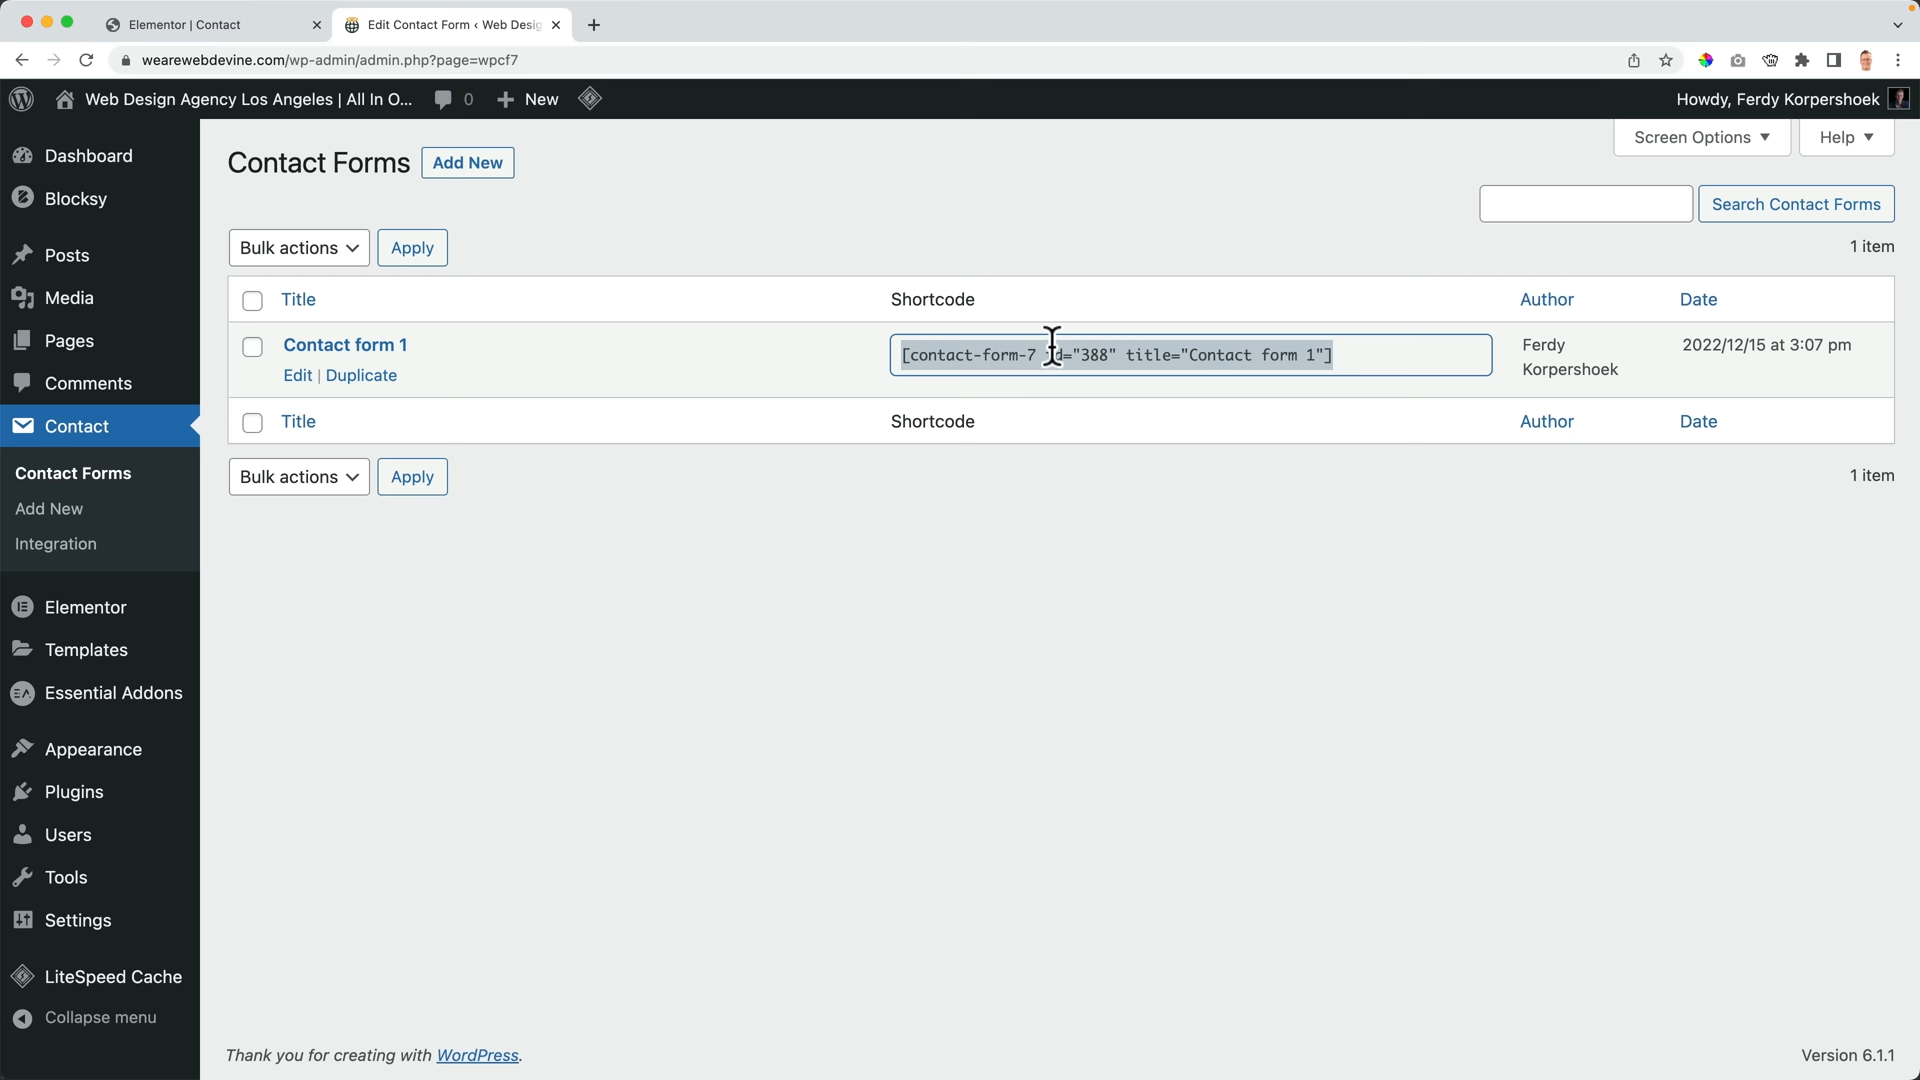 Elementor | Contact
Edit Contact Form ‹ Web Desig
wearewebdevine.com/wp-admin/admin.php?page=wpcf7
Web Design Agency Los Angeles | All In O...
0
New
Howdy, Ferdy Korpershoek
Dashboard
Blocksy
Posts
Media
Pages
Comments
Contact
Contact Forms
Add New
Integration
Elementor
Templates
Essential Addons
Appearance
Plugins
Users
Tools
Settings
LiteSpeed Cache
Collapse menu
Screen Options
Help
Contact Forms
Add New
Search Contact Forms
Bulk actions
Apply
1 item
Title
Shortcode
Author
Date
Contact form 1
Edit | Duplicate
[contact-form-7 id="388" title="Contact form 1"]
Ferdy
Korpershoek
2022/12/15 at 3:07 pm
Title
Shortcode
Author
Date
Bulk actions
Apply
1 item
Thank you for creating with WordPress.
Version 6.1.1